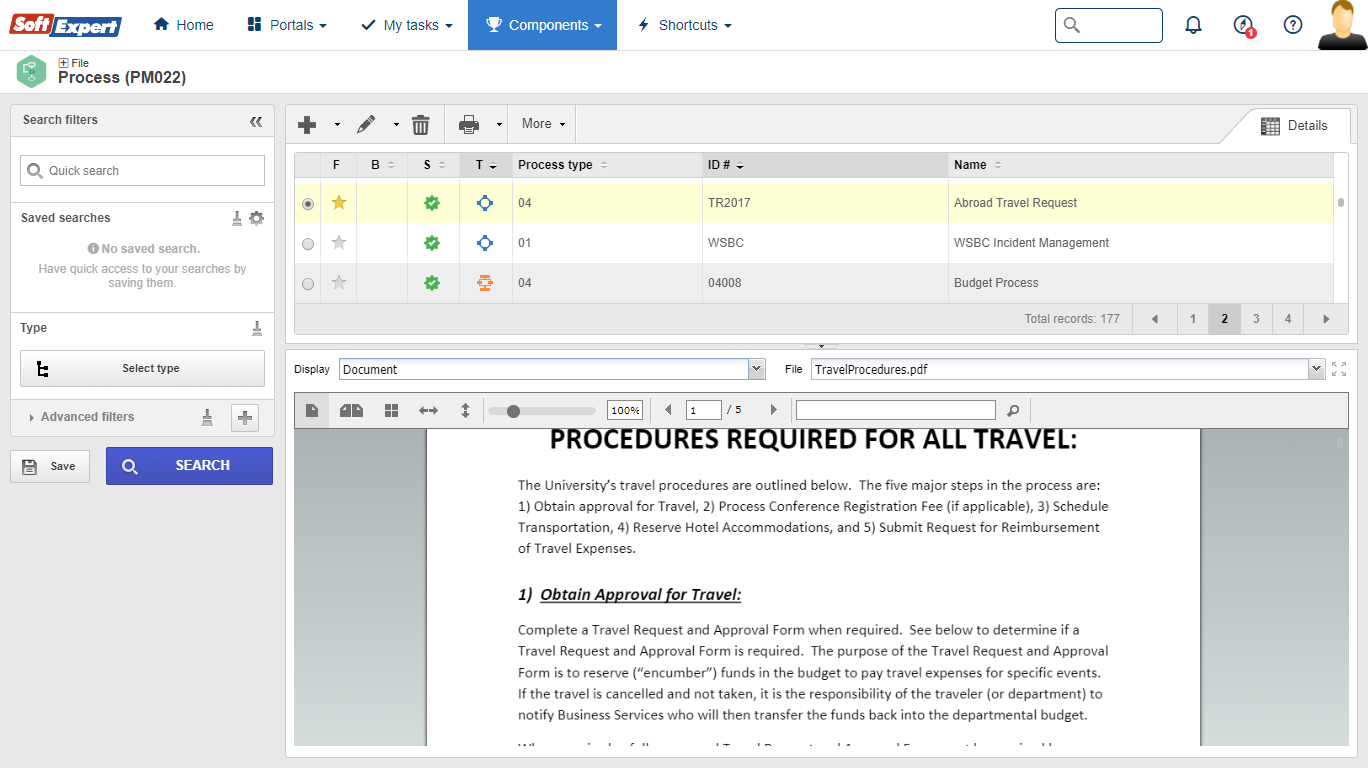 Soft Expert
Home
Portals
My tasks
Components
Shortcuts
1
File
Process (PM022)
Search filters
Quick search
Saved searches
No saved search.
Have quick access to your searches by
saving them.
Type
Select type
Advanced filters
Save
SEARCH
More
Details
F B S T Process type ID # Name
04 TR2017 Abroad Travel Request
01 WSBC WSBC Incident Management
04 04008 Budget Process
Total records: 177 1 2 3 4
Display Document File TravelProcedures.pdf
100% 1 / 5
PROCEDURES REQUIRED FOR ALL TRAVEL:
The University’s travel procedures are outlined below. The five major steps in the process are:
1) Obtain approval for Travel, 2) Process Conference Registration Fee (if applicable), 3) Schedule
Transportation, 4) Reserve Hotel Accommodations, and 5) Submit Request for Reimbursement
of Travel Expenses.
1) Obtain Approval for Travel:
Complete a Travel Request and Approval Form when required. See below to determine if a
Travel Request and Approval Form is required. The purpose of the Travel Request and Approval
Form is to reserve (“encumber”) funds in the budget to pay travel expenses for specific events.
If the travel is cancelled and not taken, it is the responsibility of the traveler (or department) to
notify Business Services who will then transfer the funds back into the departmental budget.